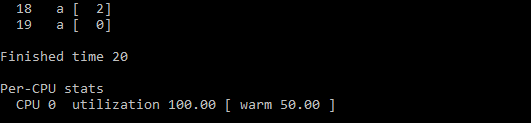 18   a [  2]
19   a [  0]
Finished time 20
Per-CPU stats
CPU 0  utilization 100.00 [ warm 50.00 ]